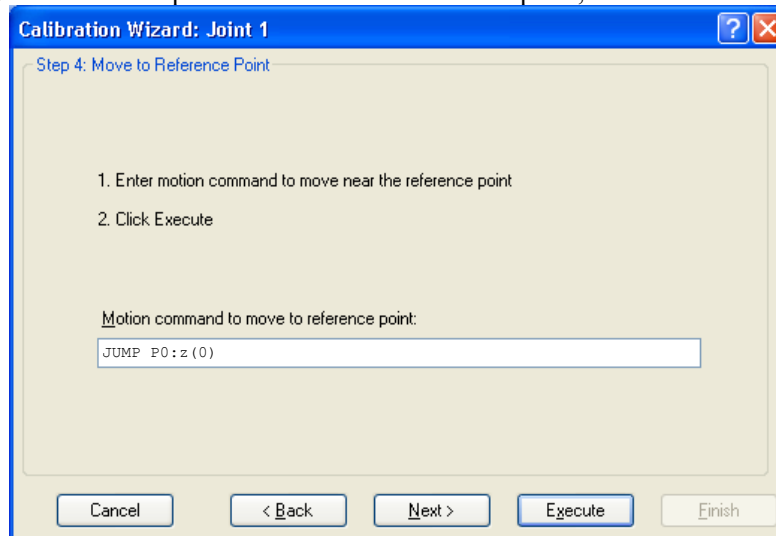 Calibration Wizard: Joint 1
Step 4: Move to Reference Point
1. Enter motion command to move near the reference point
2. Click Execute
Motion command to move to reference point:
JUMP P0:z(0)
Cancel < Back Next > Execute Finish